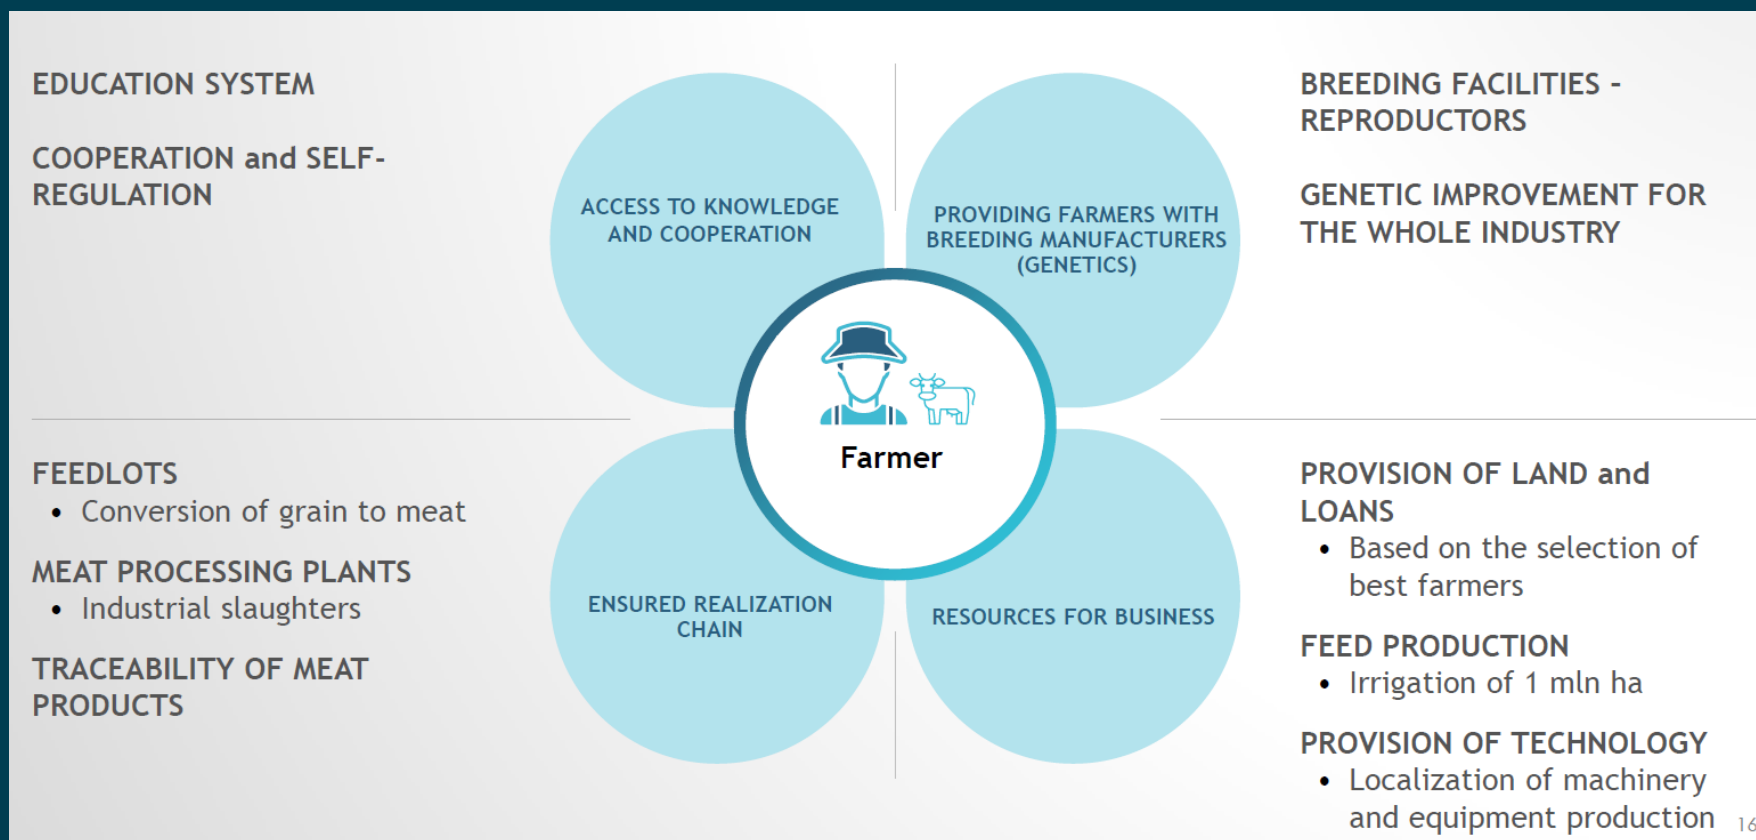 EDUCATION SYSTEM
COOPERATION and SELF-
REGULATION
ACCESS TO KNOWLEDGE
AND COOPERATION
PROVIDING FARMERS WITH
BREEDING MANUFACTURERS
(GENETICS)
BREEDING FACILITIES -
REPRODUCTORS
GENETIC IMPROVEMENT FOR
THE WHOLE INDUSTRY
Farmer
FEEDLOTS
• Conversion of grain to meat
MEAT PROCESSING PLANTS
• Industrial slaughters
TRACEABILITY OF MEAT
PRODUCTS
ENSURED REALIZATION
CHAIN
RESOURCES FOR BUSINESS
PROVISION OF LAND and
LOANS
• Based on the selection of
best farmers
FEED PRODUCTION
• Irrigation of 1 mln ha
PROVISION OF TECHNOLOGY
• Localization of machinery
and equipment production
16